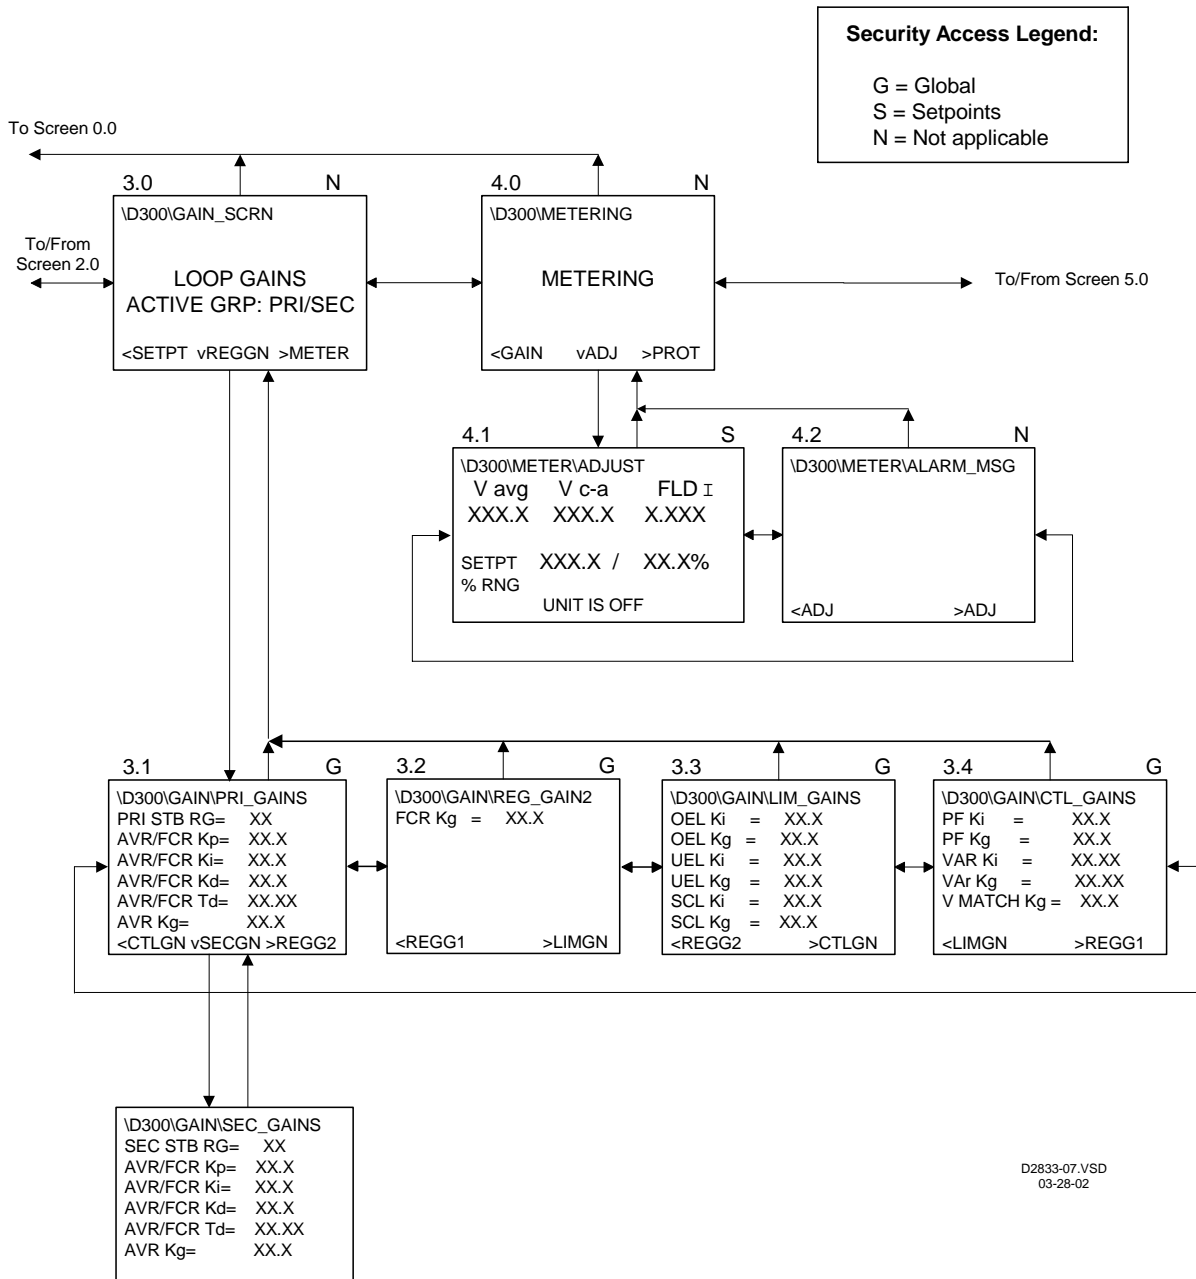 Security Access Legend:
G = Global
S = Setpoints
N = Not applicable
To Screen 0.0
3.0 N
\D300\GAIN_SCRN
LOOP GAINS
ACTIVE GRP: PRI/SEC
<SETPT vREGGN >METER
To/From
Screen 2.0
4.0 N
\D300\METERING
METERING
<GAIN vADJ >PROT
To/From Screen 5.0
4.1 S
\D300\METER\ADJUST
V avg V c-a FLD I
XXX.X XXX.X X.XXX
SETPT XXX.X / XX.X%
% RNG
UNIT IS OFF
4.2 N
\D300\METER\ALARM_MSG
<ADJ >ADJ
3.1 G
\D300\GAIN\PRI_GAINS
PRI STB RG= XX
AVR/FCR Kp= XX.X
AVR/FCR Ki= XX.X
AVR/FCR Kd= XX.X
AVR/FCR Td= XX.XX
AVR Kg= XX.X
<CTLGN vSECGN >REGG2
3.2 G
\D300\GAIN\REG_GAIN2
FCR Kg = XX.X
<REGG1 >LIMGN
3.3 G
\D300\GAIN\LIM_GAINS
OEL Ki = XX.X
OEL Kg = XX.X
UEL Ki = XX.X
UEL Kg = XX.X
SCL Ki = XX.X
SCL Kg = XX.X
<REGG2 >CTLGN
3.4 G
\D300\GAIN\CTL_GAINS
PF Ki = XX.X
PF Kg = XX.X
VAR Ki = XX.XX
VAr Kg = XX.XX
V MATCH Kg = XX.X
<LIMGN >REGG1
\D300\GAIN\SEC_GAINS
SEC STB RG= XX
AVR/FCR Kp= XX.X
AVR/FCR Ki= XX.X
AVR/FCR Kd= XX.X
AVR/FCR Td= XX.XX
AVR Kg= XX.X
D2833-07.VSD
03-28-02